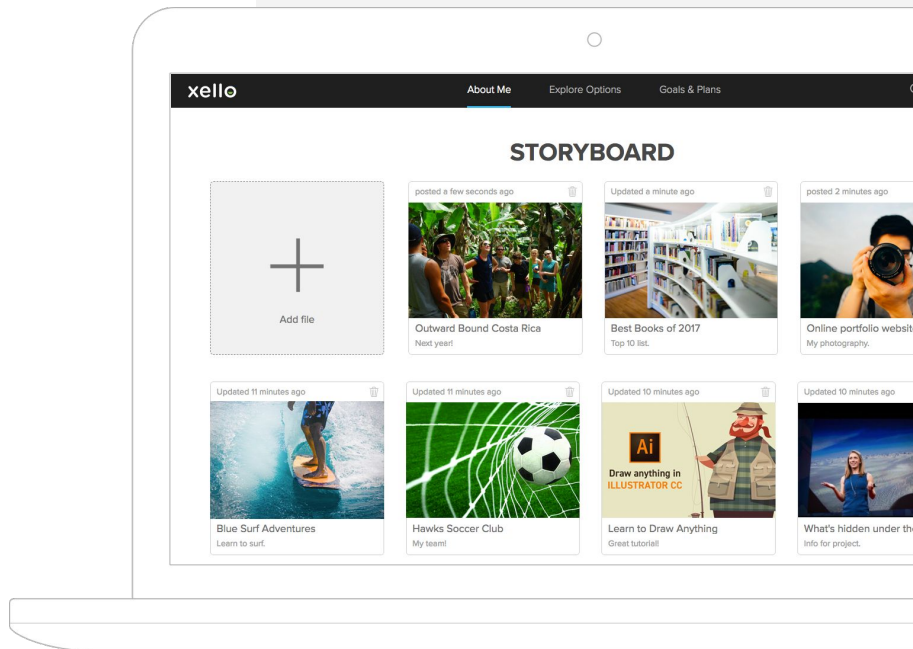 xello
About Me
Explore Options
Goals & Plans
STORYBOARD
Add file
posted a few seconds ago
Outward Bound Costa Rica
Next year!
Updated a minute ago
Best Books of 2017
Top 10 list.
posted 2 minutes ago
Online portfolio website
My photography.
Updated 11 minutes ago
Blue Surf Adventures
Learn to surf.
Updated 11 minutes ago
Hawks Soccer Club
My team!
Updated 10 minutes ago
Ai
Draw anything in
ILLUSTRATOR CC
Learn to Draw Anything
Great tutorial!
Updated 10 minutes ago
What's hidden under the
Info for project.